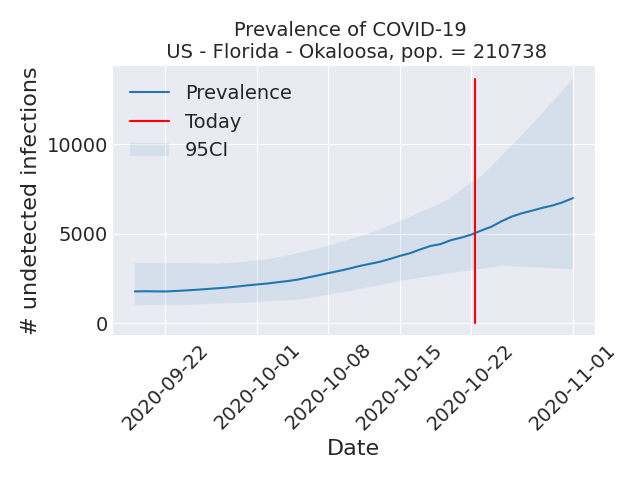 Prevalence of COVID-19
US - Florida - Okaloosa, pop. = 210738
# undetected infections
10000
5000
0
Prevalence
Today
95CI
2020-09-22
2020-10-01
2020-10-08
2020-10-15
2020-10-22
2020-11-01
Date